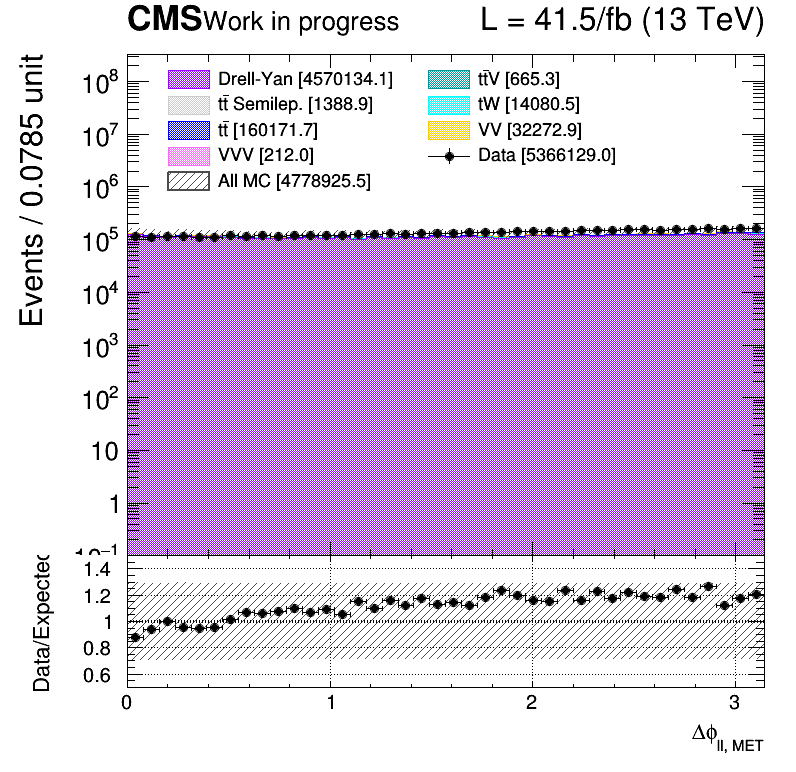 CMS Work in progress L = 41.5/fb (13 TeV)
Events / 0.0785 unit
Drell-Yan [4570134.1]
tt̄ Semilep. [1388.9]
tt̄ [160171.7]
VVV [212.0]
All MC [4778925.5]
tt̄V [665.3]
tW [14080.5]
VV [32272.9]
Data [5366129.0]
10⁸
10⁷
10⁶
10⁵
10⁴
10³
10²
10
1
10⁻¹
Data/Expected
1.4
1.2
1
0.8
0.6
0 1 2 3
Δϕ_ll, MET